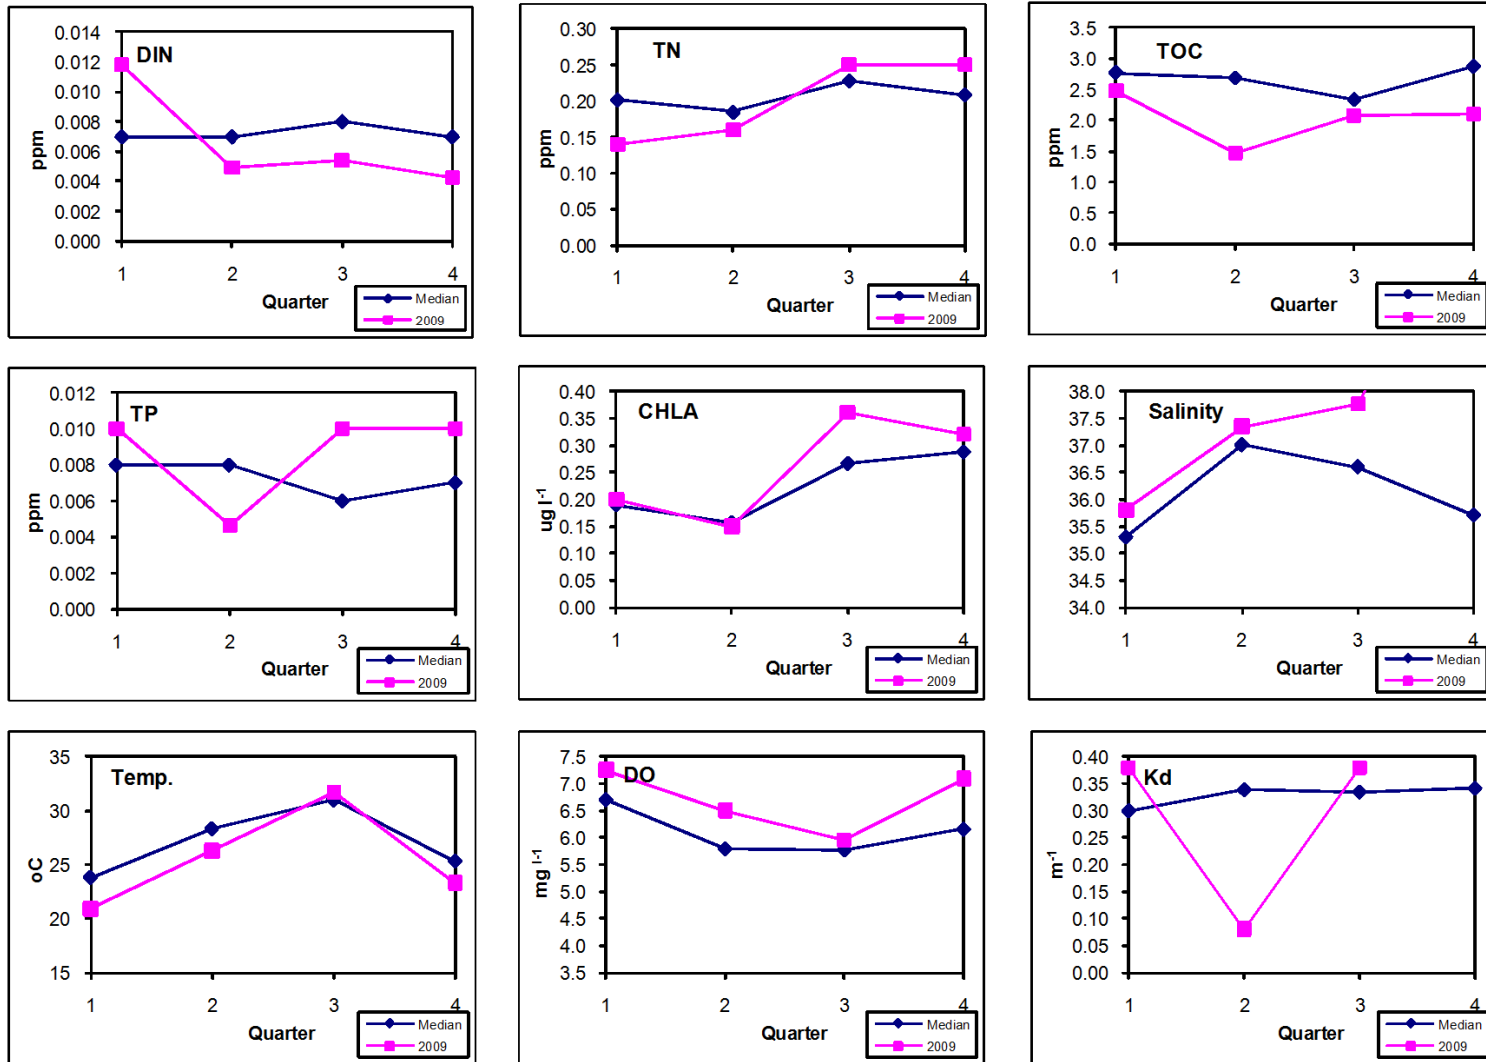 DIN
0.014
0.012
0.010
0.008
0.006
0.004
0.002
0.000
ppm
1 2 3 4
Quarter
Median
2009
TN
0.30
0.25
0.20
0.15
0.10
0.05
0.00
ppm
1 2 3 4
Quarter
Median
2009
TOC
3.5
3.0
2.5
2.0
1.5
1.0
0.5
0.0
ppm
1 2 3 4
Quarter
Median
2009
TP
0.012
0.010
0.008
0.006
0.004
0.002
0.000
ppm
1 2 3 4
Quarter
Median
2009
CHLA
0.40
0.35
0.30
0.25
0.20
0.15
0.10
0.05
0.00
ug l-1
1 2 3 4
Quarter
Median
2009
Salinity
38.0
37.5
37.0
36.5
36.0
35.5
35.0
34.5
34.0
1 2 3 4
Quarter
Median
2009
Temp.
35
30
25
20
15
oC
1 2 3 4
Quarter
Median
2009
DO
7.5
7.0
6.5
6.0
5.5
5.0
4.5
4.0
3.5
mg l-1
1 2 3 4
Quarter
Median
2009
Kd
0.40
0.35
0.30
0.25
0.20
0.15
0.10
0.05
0.00
m-1
1 2 3 4
Quarter
Median
2009